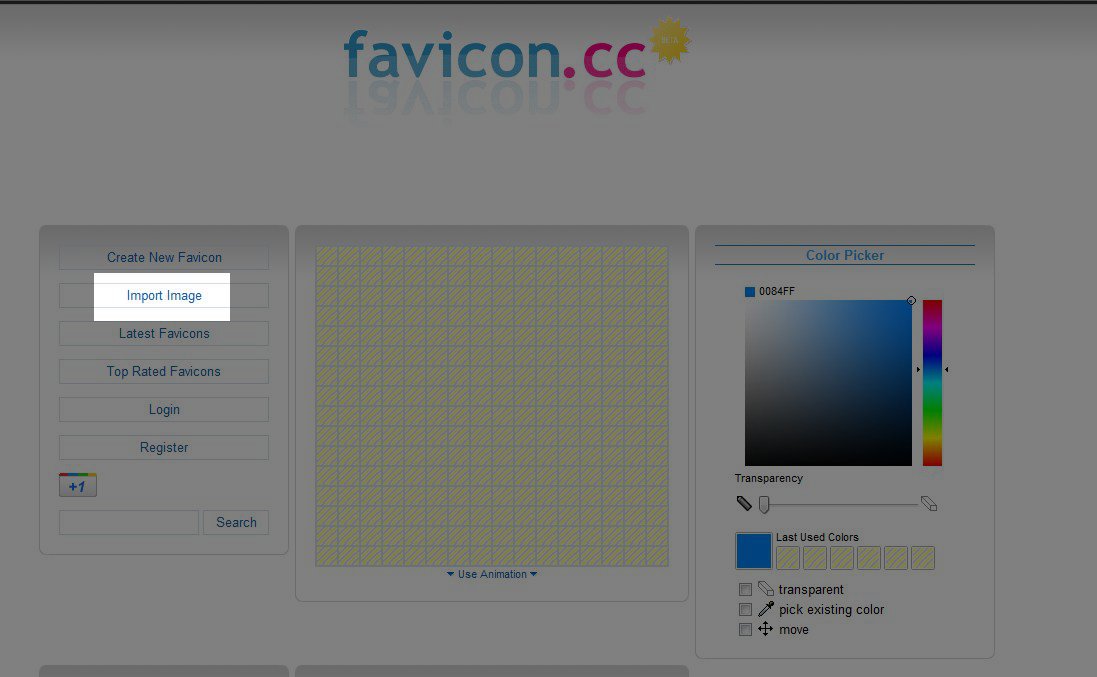 favicon.cc
BETA
Create New Favicon
Import Image
Latest Favicons
Top Rated Favicons
Login
Register
+1
Search
Use Animation
Color Picker
0084FF
Transparency
Last Used Colors
transparent
pick existing color
move